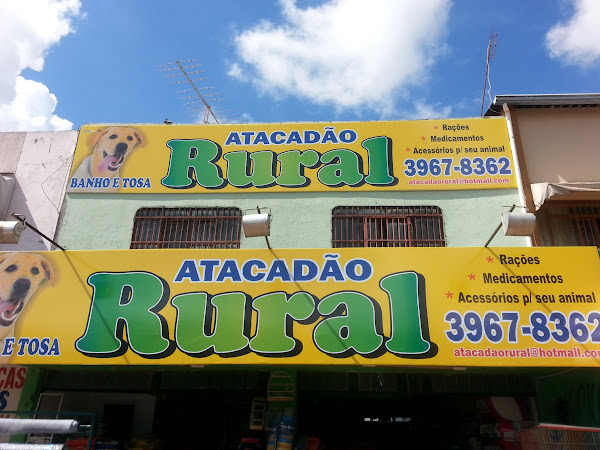 ATACADÃO
Rural
BANHO E TOSA
* Rações
* Medicamentos
* Acessórios p/ seu animal
3967-8362
atacadaorural@hotmail.com
ATACADÃO
Rural
E TOSA
* Rações
* Medicamentos
* Acessórios p/ seu animal
3967-8362
atacadaorural@hotmail.com
CAS